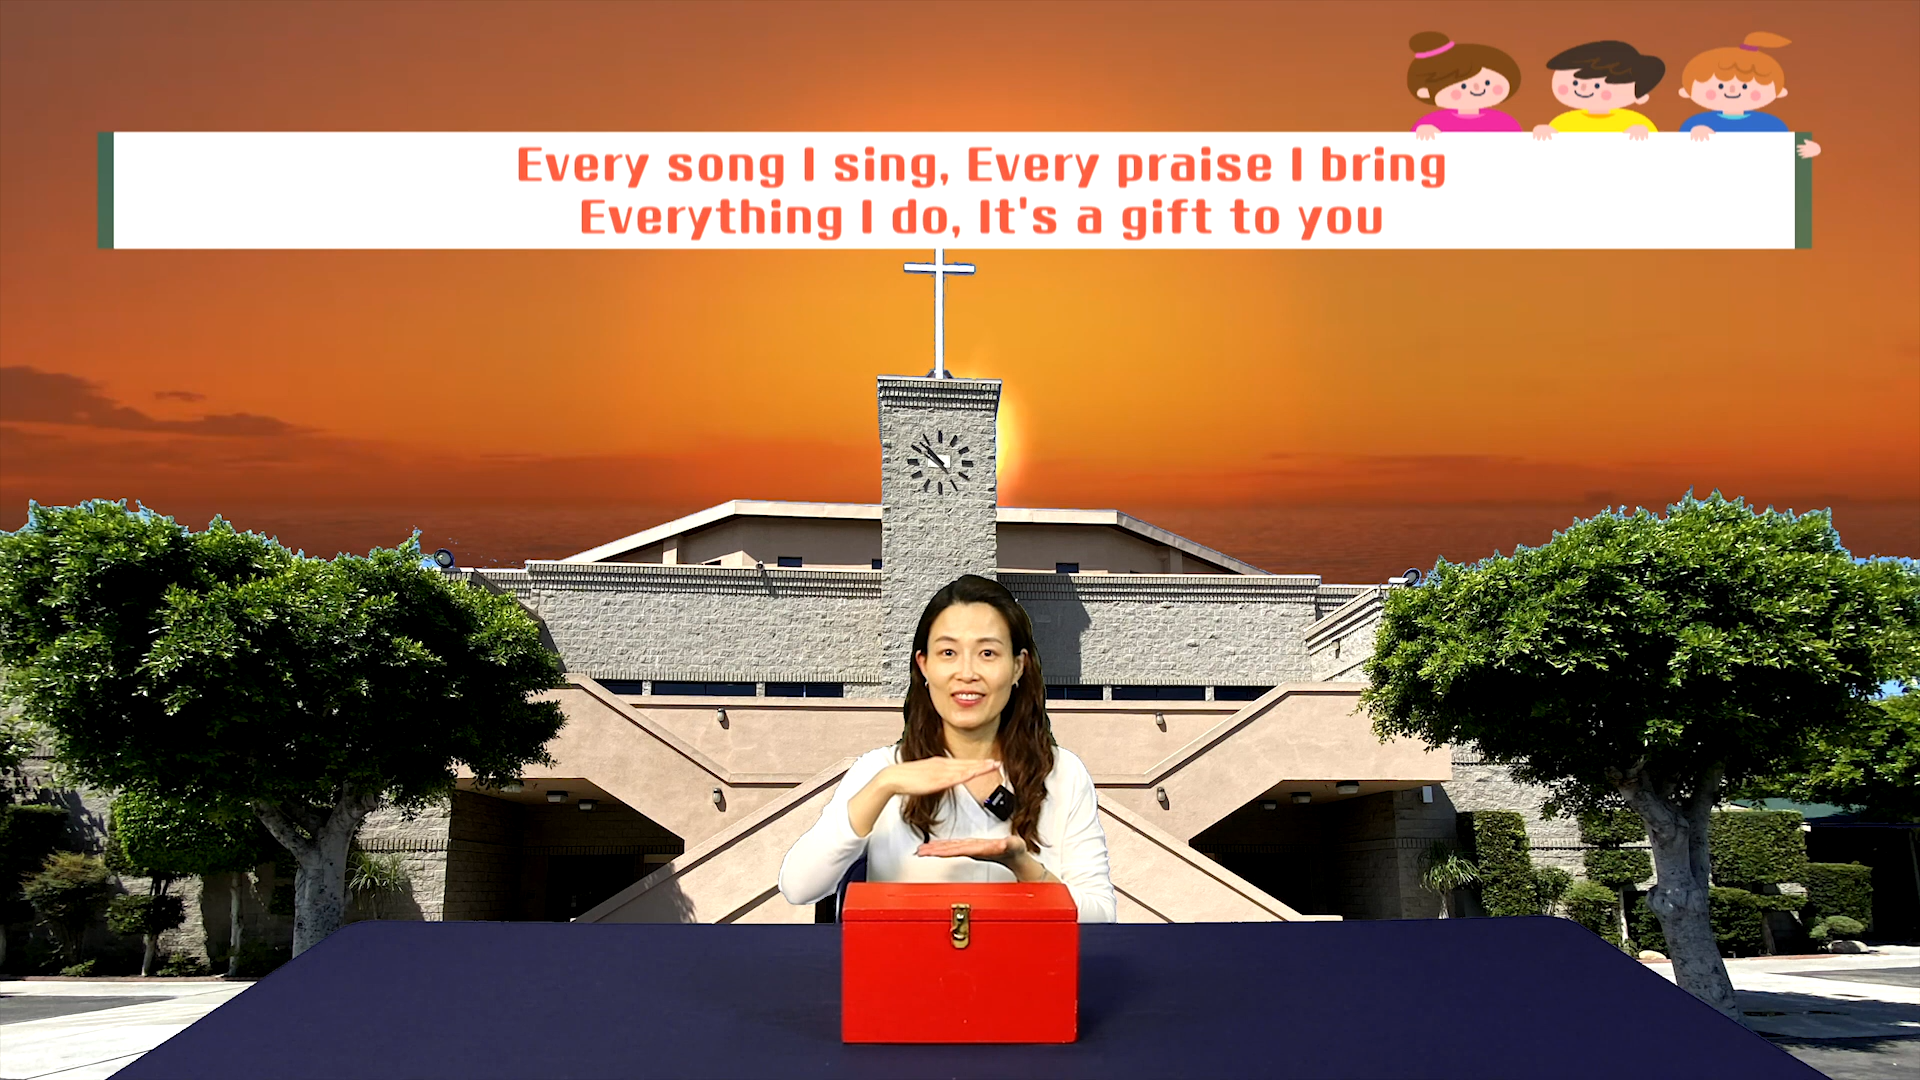 Every song I sing, Every praise I bring
Everything I do, It's a gift to you